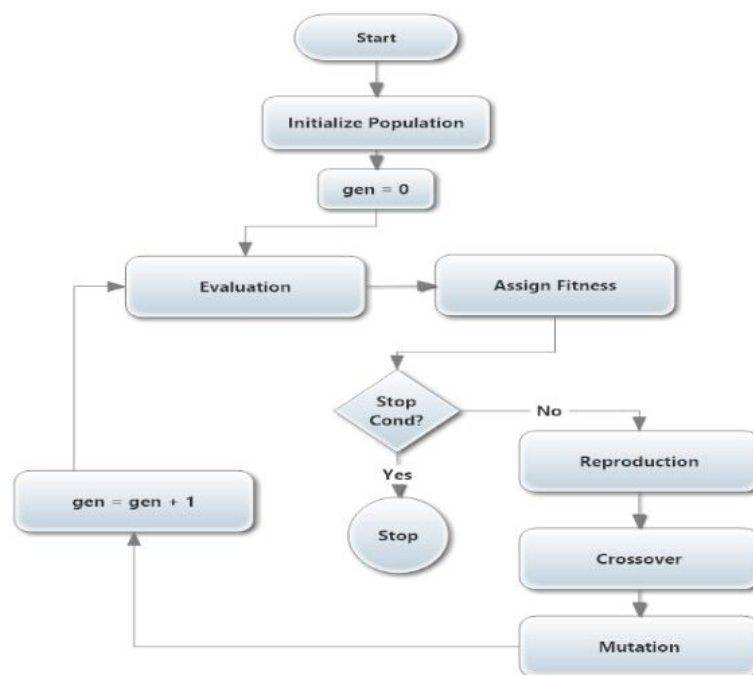 Start
Initialize Population
gen = 0
Evaluation
Assign Fitness
Stop
Cond?
No
Reproduction
Yes
gen = gen + 1
Stop
Crossover
Mutation